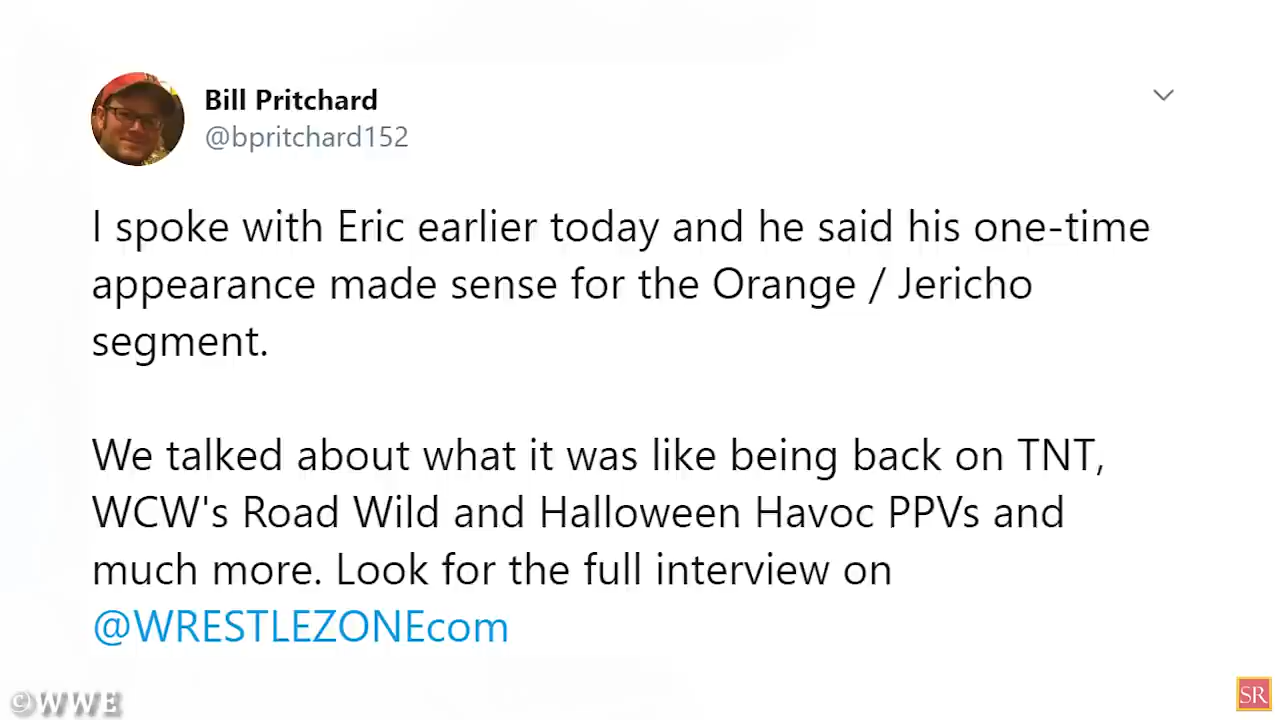 Bill Pritchard
@bpritchard152
I spoke with Eric earlier today and he said his one-time
appearance made sense for the Orange / Jericho
segment.
We talked about what it was like being back on TNT,
WCW's Road Wild and Halloween Havoc PPVs and
much more. Look for the full interview on
@WRESTLEZONEcom
©WWE
SR